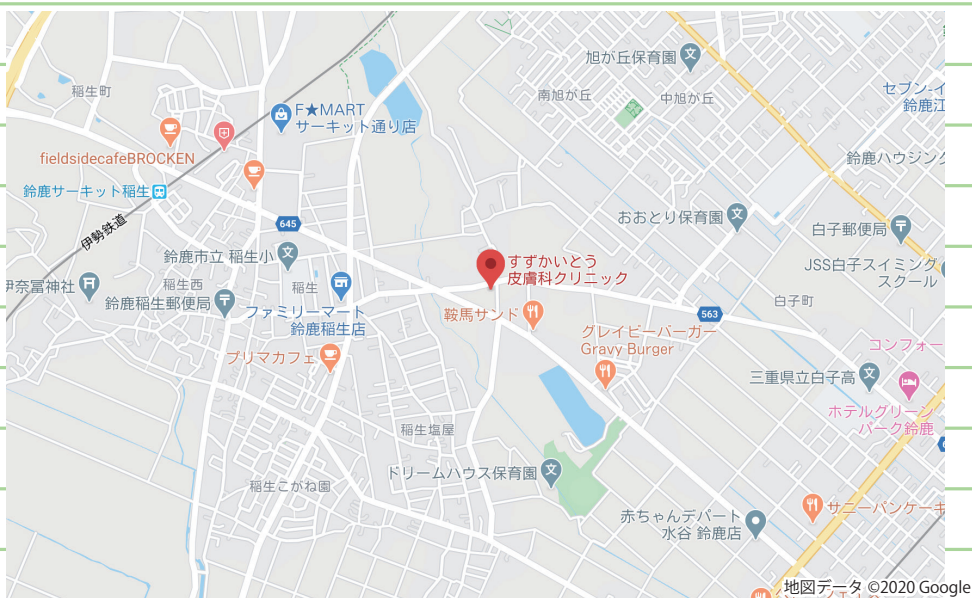 旭が丘保育園
稲生町
南旭が丘
中旭が丘
セブン-イ
鈴鹿江
F★MART
サーキット通り店
fieldsidecafeBROCKEN
鈴鹿ハウジング
鈴鹿サーキット稲生
伊勢鉄道
645
おおとり保育園
白子郵便局
鈴鹿市立 稲生小
すずかいとう
皮膚科クリニック
JSS白子スイミング
スクール
伊奈冨神社
稲生西
稲生
鈴鹿稲生郵便局
ファミリーマート
鈴鹿稲生店
白子町
鞍馬サンド
563
グレイビーバーガー
Gravy Burger
プリマカフェ
コンフォー
三重県立白子高
ホテルグリーン
パーク鈴鹿
稲生塩屋
ドリームハウス保育園
稲生こがね園
赤ちゃんデパート
水谷 鈴鹿店
サニーパンケーキ
地図データ ©2020 Google